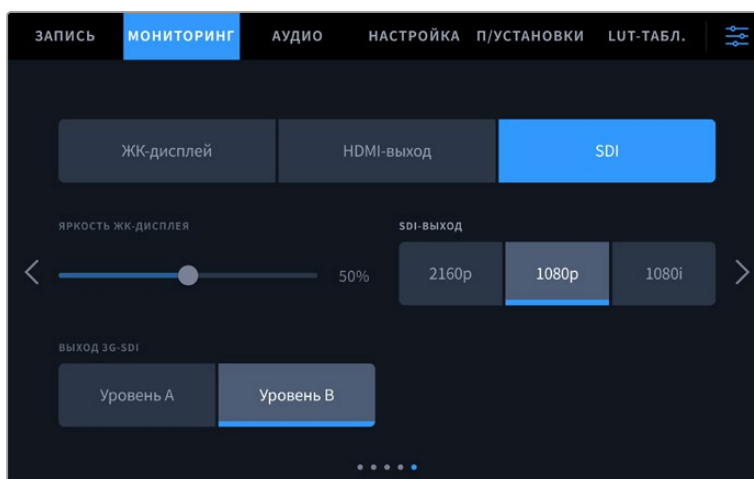 ЗАПИСЬ МОНИТОРИНГ АУДИО НАСТРОЙКА П/УСТАНОВКИ LUT-ТАБЛ.
ЖК-дисплей HDMI-выход SDI
ЯРКОСТЬ ЖК-ДИСПЛЕЯ SDI-ВЫХОД
50% 2160p 1080p 1080i
ВЫХОД 3G-SDI
Уровень A Уровень B